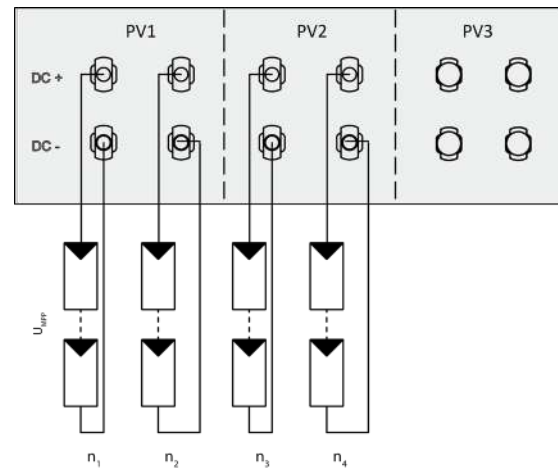 PV1 PV2 PV3
DC +
DC -
U_MPP
n₁ n₂ n₃ n₄